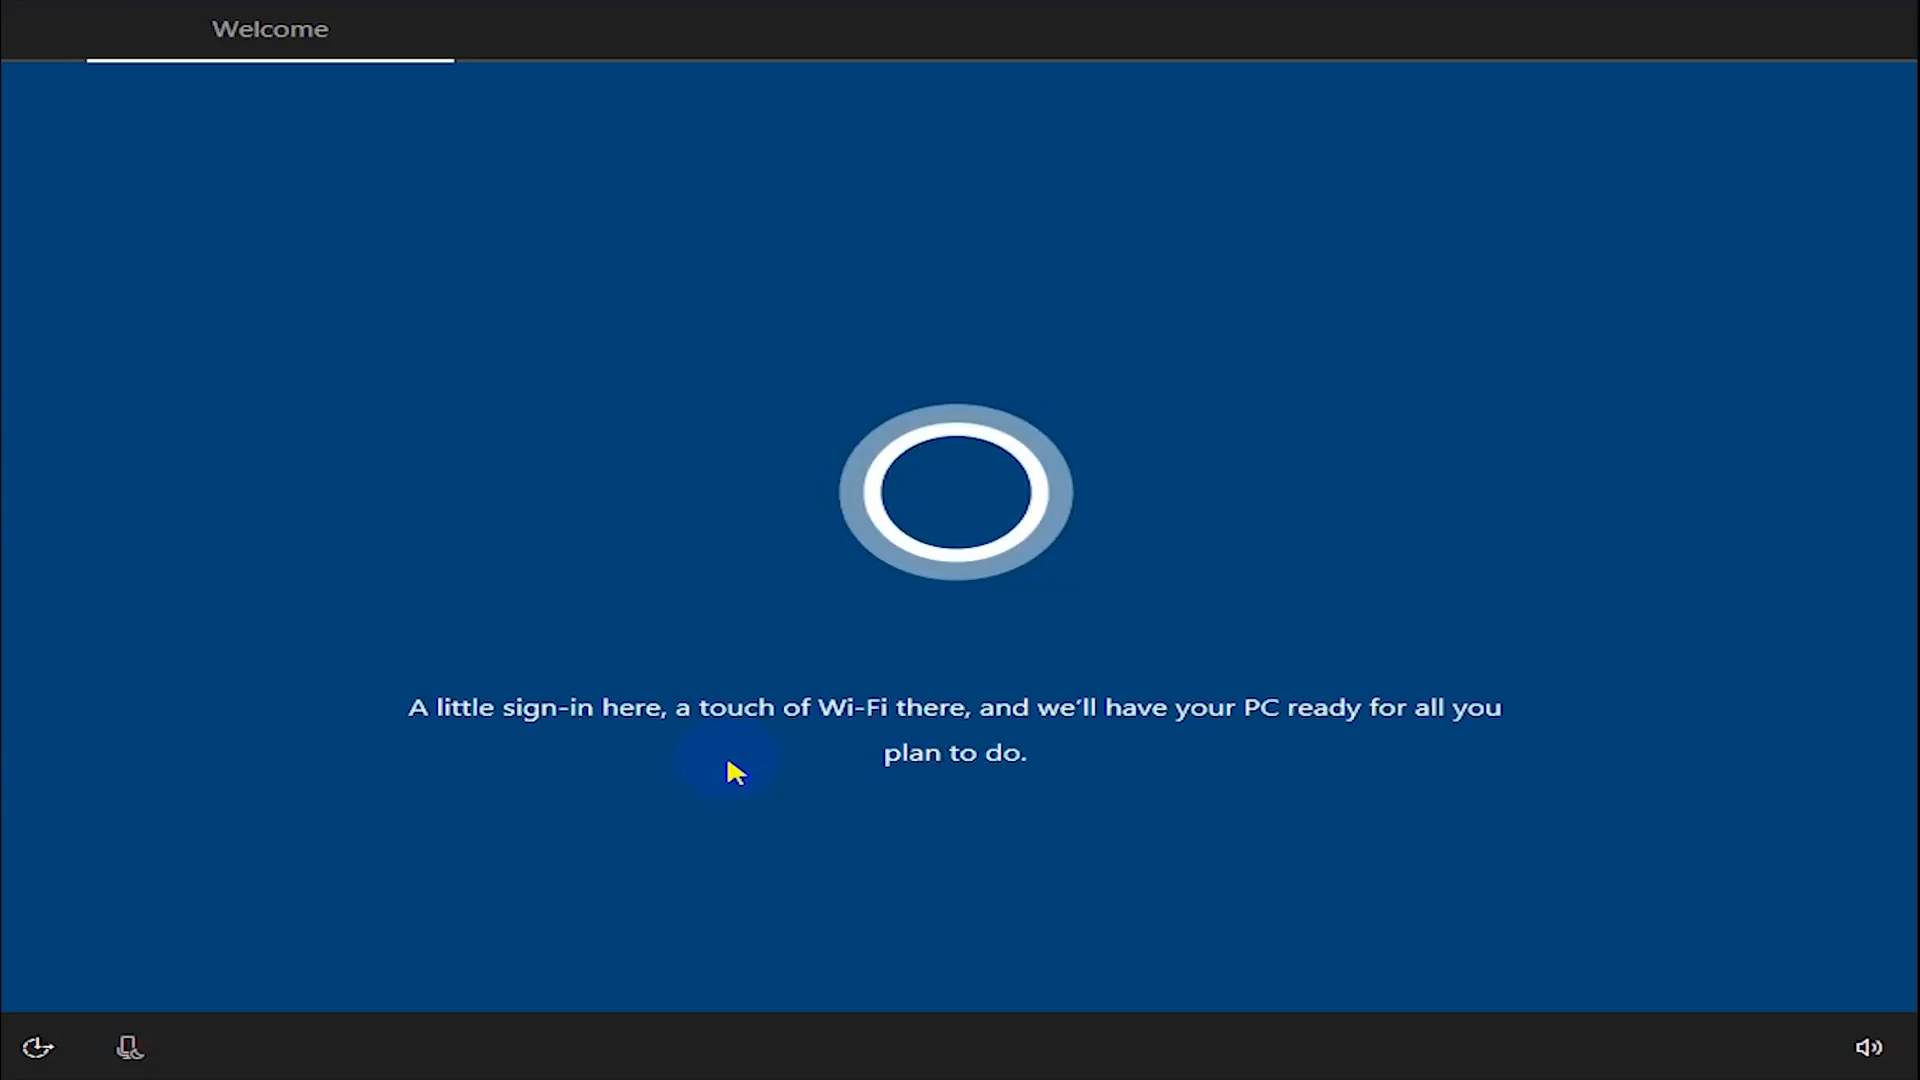 Welcome
A little sign-in here, a touch of Wi-Fi there, and we’ll have your PC ready for all you
plan to do.